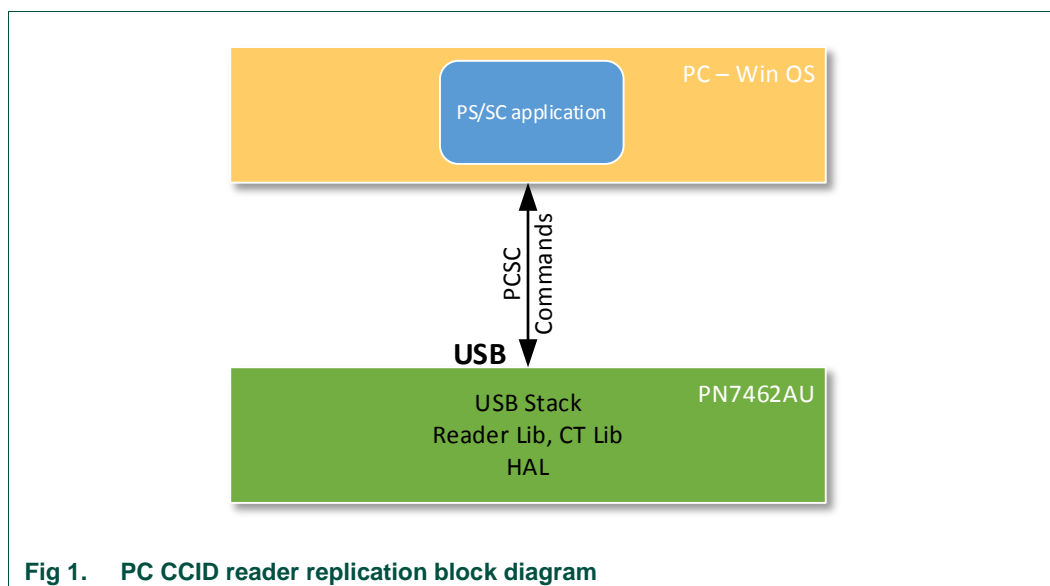 PC – Win OS
PS/SC application
PCSC
Commands
USB
PN7462AU
USB Stack
Reader Lib, CT Lib
HAL
Fig 1. PC CCID reader replication block diagram